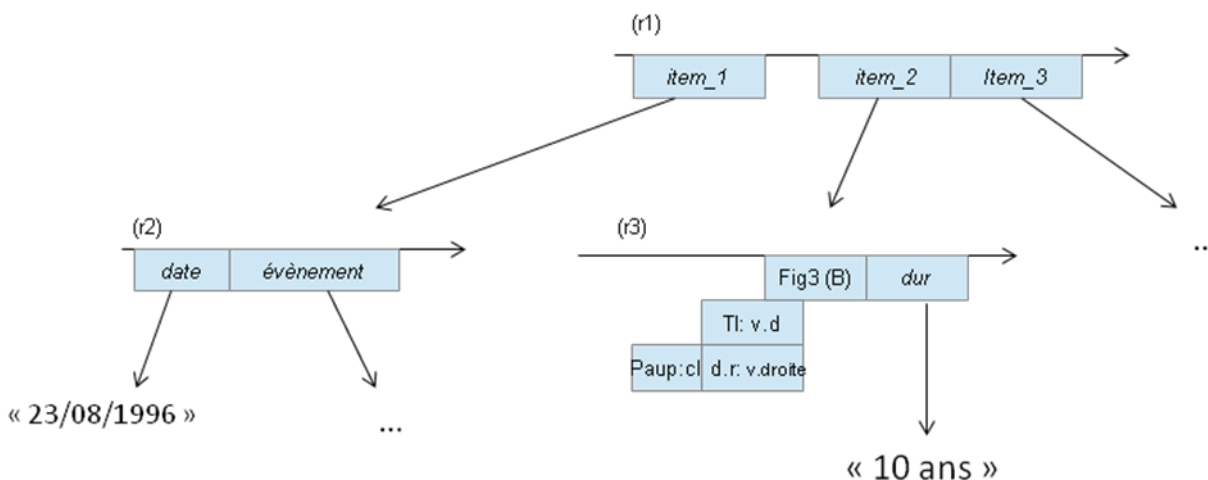 (r1)
item_1 item_2 Item_3
(r2) (r3)
..
date évènement Fig3 (B) dur
Tl: v.d
Paup:cl d.r: v.droite
« 23/08/1996 » ...
« 10 ans »